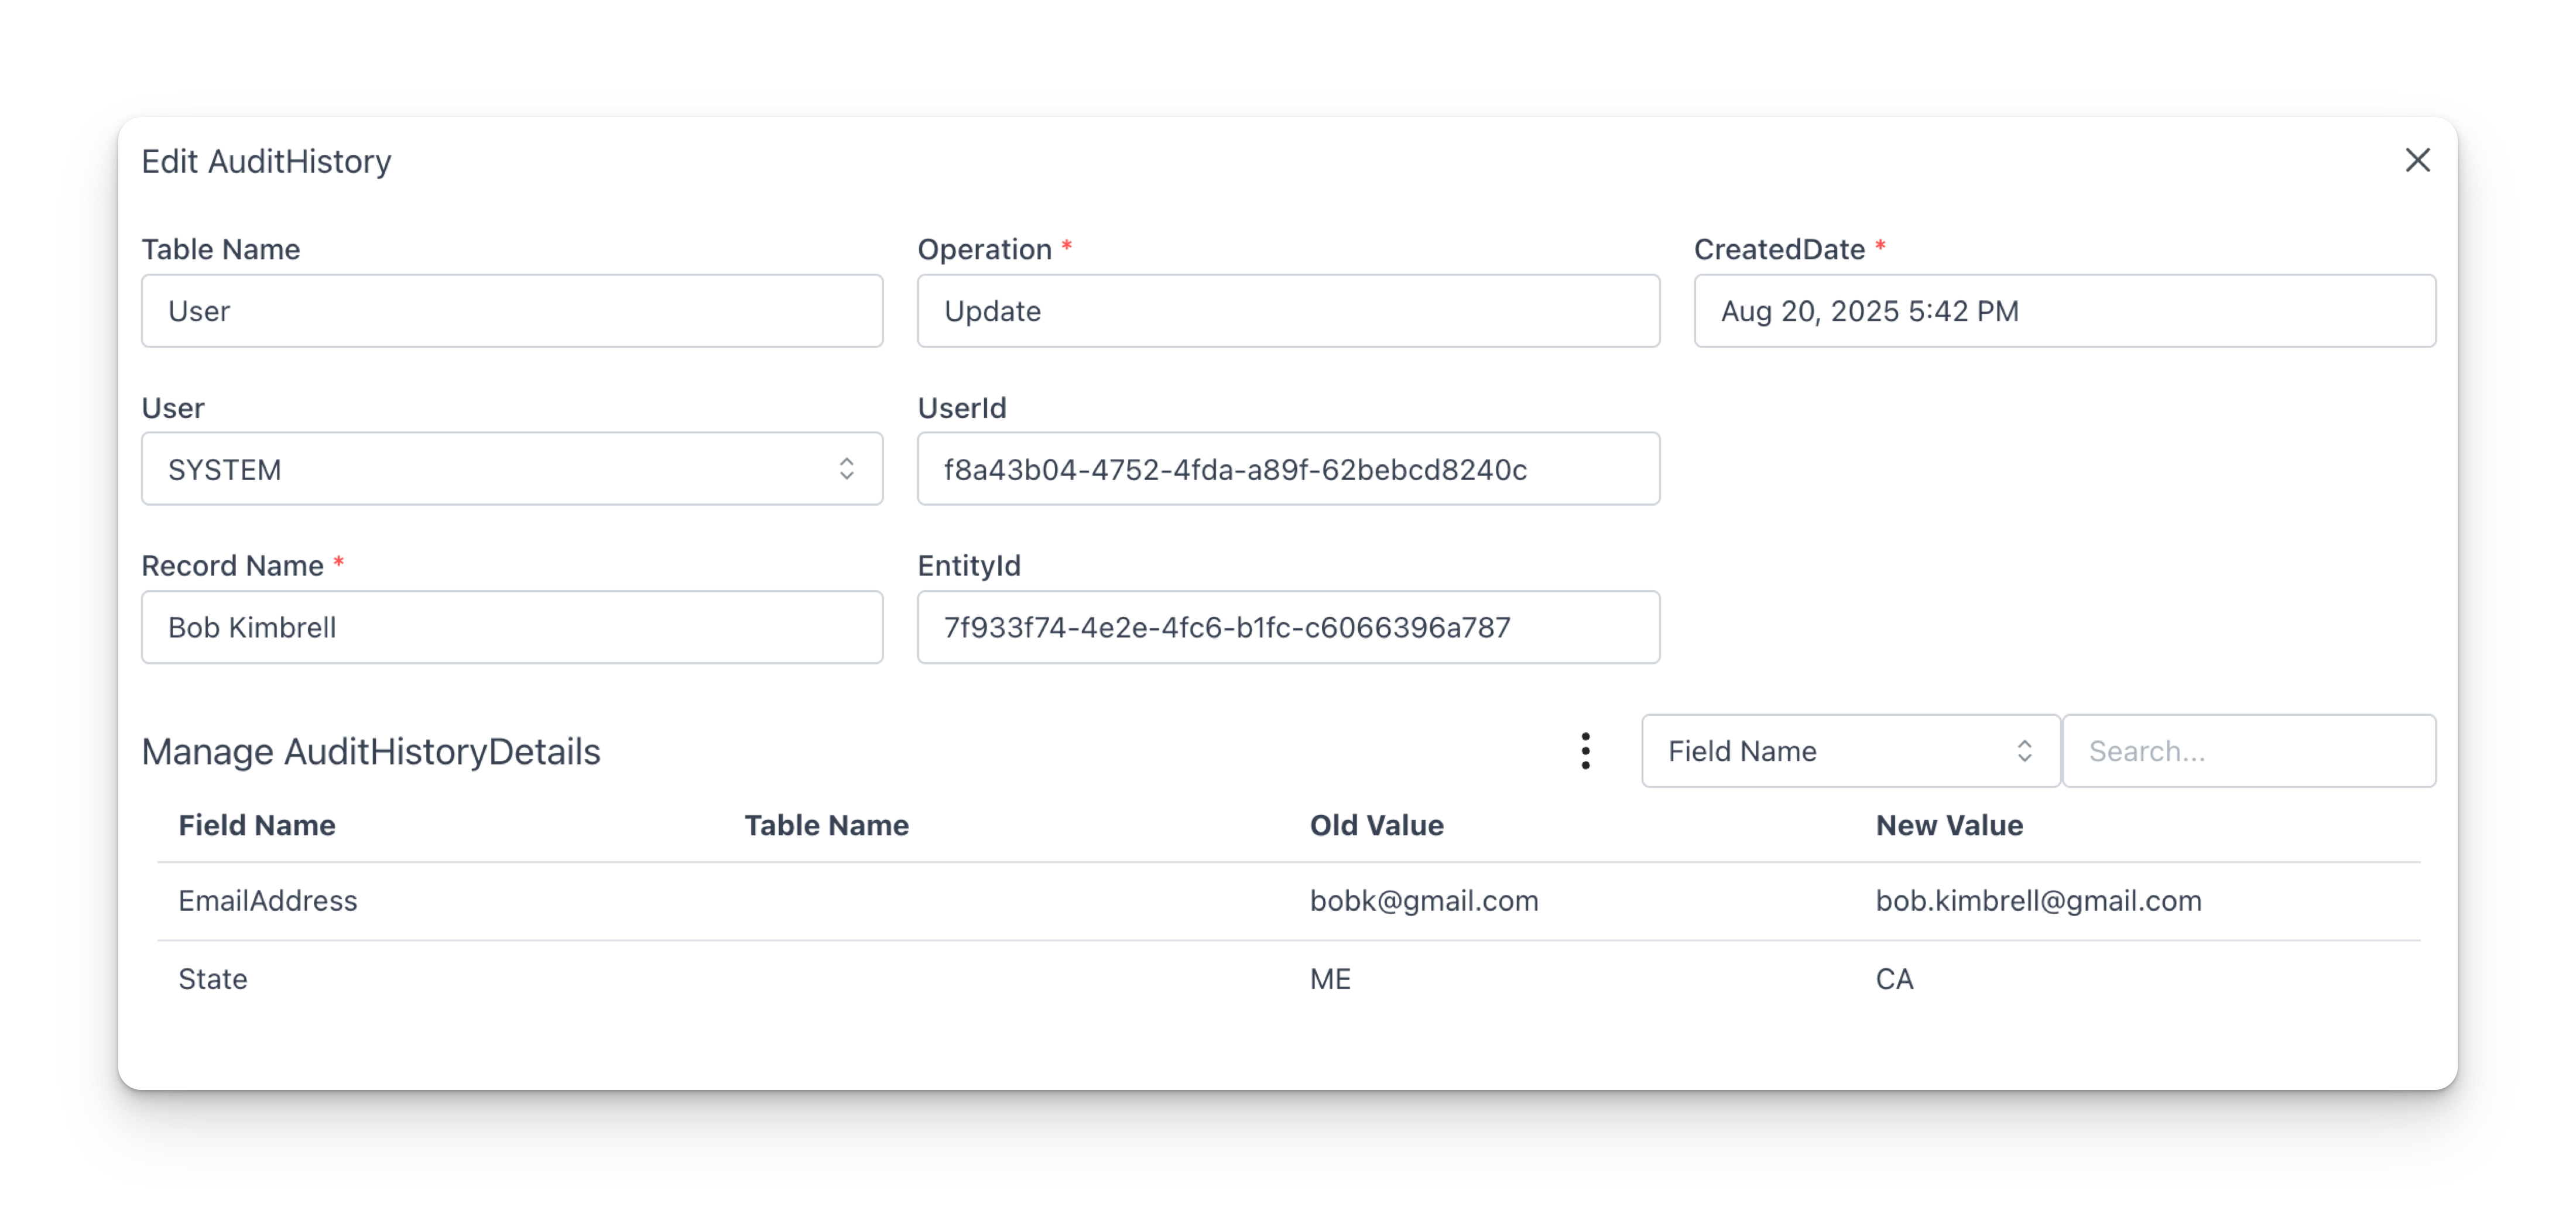 Edit AuditHistory
Table Name
User
Operation *
Update
CreatedDate *
Aug 20, 2025 5:42 PM
User
SYSTEM
UserId
f8a43b04-4752-4fda-a89f-62bebcd8240c
Record Name *
Bob Kimbrell
EntityId
7f933f74-4e2e-4fc6-b1fc-c6066396a787
Manage AuditHistoryDetails
Field Name
Search...
Field Name Table Name Old Value New Value
EmailAddress bobk@gmail.com bob.kimbrell@gmail.com
State ME CA